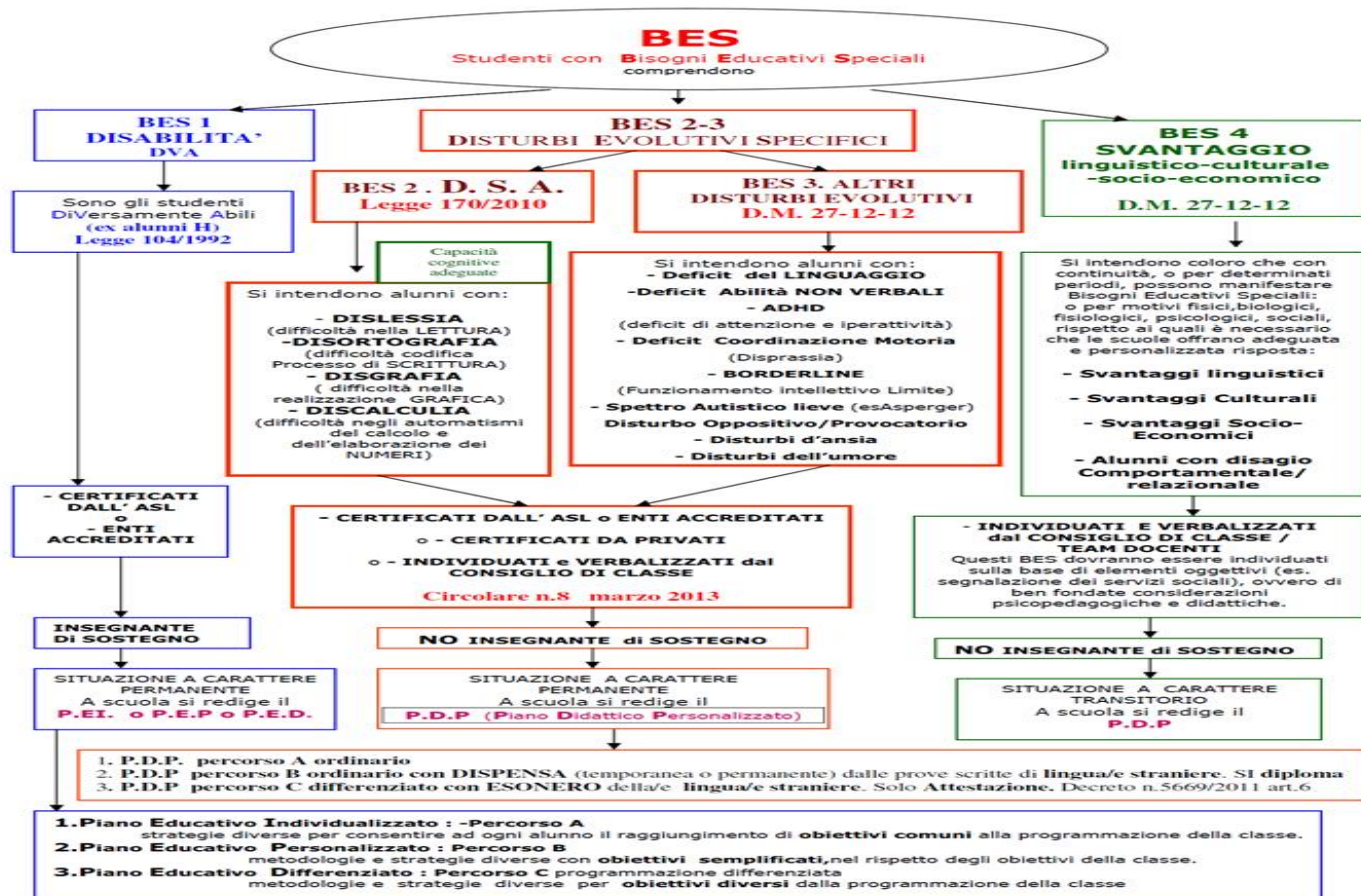 BES
Studenti con Bisogni Educativi Speciali
comprendono
BES 1
DISABILITA'
DVA
Sono gli studenti
DiVersamente Abili
(ex alunni H)
Legge 104/1992
- CERTIFICATI
DALL' ASL
o
- ENTI
ACCREDITATI
INSEGNANTE
Di SOSTEGNO
SITUAZIONE A CARATTERE
PERMANENTE
A scuola si redige il
P.EI. o P.E.P o P.E.D.
BES 2-3
DISTURBI EVOLUTIVI SPECIFICI
BES 2 . D. S. A.
Legge 170/2010
Capacità
cognitive
adeguate
Si intendono alunni con:
- DISLESSIA
(difficoltà nella LETTURA)
-DISORTOGRAFIA
(difficoltà codifica
Processo di SCRITTURA)
- DISGRAFIA
( difficoltà nella
realizzazione GRAFICA)
- DISCALCULIA
(difficoltà negli automatismi
del calcolo e
dell'elaborazione dei
NUMERI)
BES 3. ALTRI
DISTURBI EVOLUTIVI
D.M. 27-12-12
Si intendono alunni con:
- Deficit del LINGUAGGIO
-Deficit Abilità NON VERBALI
- ADHD
(deficit di attenzione e iperattività)
- Deficit Coordinazione Motoria
(Disprassia)
- BORDERLINE
(Funzionamento intellettivo Limite)
- Spettro Autistico lieve (esAsperger)
Disturbo Oppositivo/Provocatorio
- Disturbi d'ansia
- Disturbi dell'umore
- CERTIFICATI DALL' ASL o ENTI ACCREDITATI
o - CERTIFICATI DA PRIVATI
o - INDIVIDUATI e VERBALIZZATI dal
CONSIGLIO DI CLASSE
Circolare n.8 marzo 2013
NO INSEGNANTE di SOSTEGNO
SITUAZIONE A CARATTERE
PERMANENTE
A scuola si redige il
P.D.P (Piano Didattico Personalizzato)
BES 4
SVANTAGGIO
linguistico-culturale
-socio-economico
D.M. 27-12-12
Si intendono coloro che con
continuità, o per determinati
periodi, possono manifestare
Bisogni Educativi Speciali:
o per motivi fisici,biologici,
fisiologici, psicologici, sociali,
rispetto ai quali è necessario
che le scuole offrano adeguata
e personalizzata risposta:
- Svantaggi linguistici
- Svantaggi Culturali
- Svantaggi Socio-
Economici
- Alunni con disagio
Comportamentale/
relazionale
- INDIVIDUATI E VERBALIZZATI
dal CONSIGLIO DI CLASSE /
TEAM DOCENTI
Questi BES dovranno essere individuati
sulla base di elementi oggettivi (es.
segnalazione dei servizi sociali), ovvero di
ben fondate considerazioni
psicopedagogiche e didattiche.
NO INSEGNANTE di SOSTEGNO
SITUAZIONE A CARATTERE
TRANSITORIO
A scuola si redige il
P.D.P
1. P.D.P. percorso A ordinario
2. P.D.P percorso B ordinario con DISPENSA (temporanea o permanente) dalle prove scritte di lingua/e straniere. SI diploma
3. P.D.P percorso C differenziato con ESONERO della/e lingua/e straniere. Solo Attestazione. Decreto n.5669/2011 art.6.
1.Piano Educativo Individualizzato : -Percorso A
strategie diverse per consentire ad ogni alunno il raggiungimento di obiettivi comuni alla programmazione della classe.
2.Piano Educativo Personalizzato : Percorso B
metodologie e strategie diverse con obiettivi semplificati,nel rispetto degli obiettivi della classe.
3.Piano Educativo Differenziato : Percorso C programmazione differenziata
metodologie e strategie diverse per obiettivi diversi dalla programmazione della classe